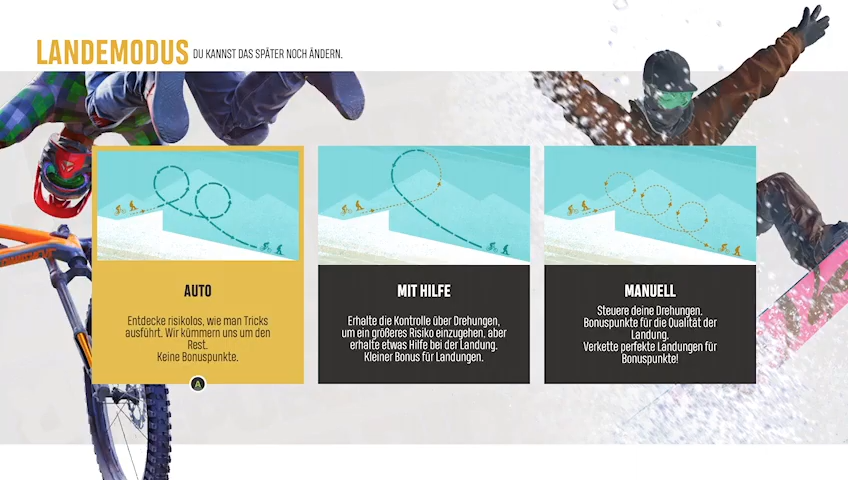 LANDEMODUS DU KANNST DAS SPÄTER NOCH ÄNDERN.
AUTO
Entdecke risikolos, wie man Tricks
ausführt. Wir kümmern uns um den
Rest.
Keine Bonuspunkte.
A
MIT HILFE
Erhalte die Kontrolle über Drehungen,
um ein größeres Risiko einzugehen, aber
erhalte etwas Hilfe bei der Landung.
Kleiner Bonus für Landungen.
MANUELL
Steuere deine Drehungen.
Bonuspunkte für die Qualität der
Landung.
Verkette perfekte Landungen für
Bonuspunkte!